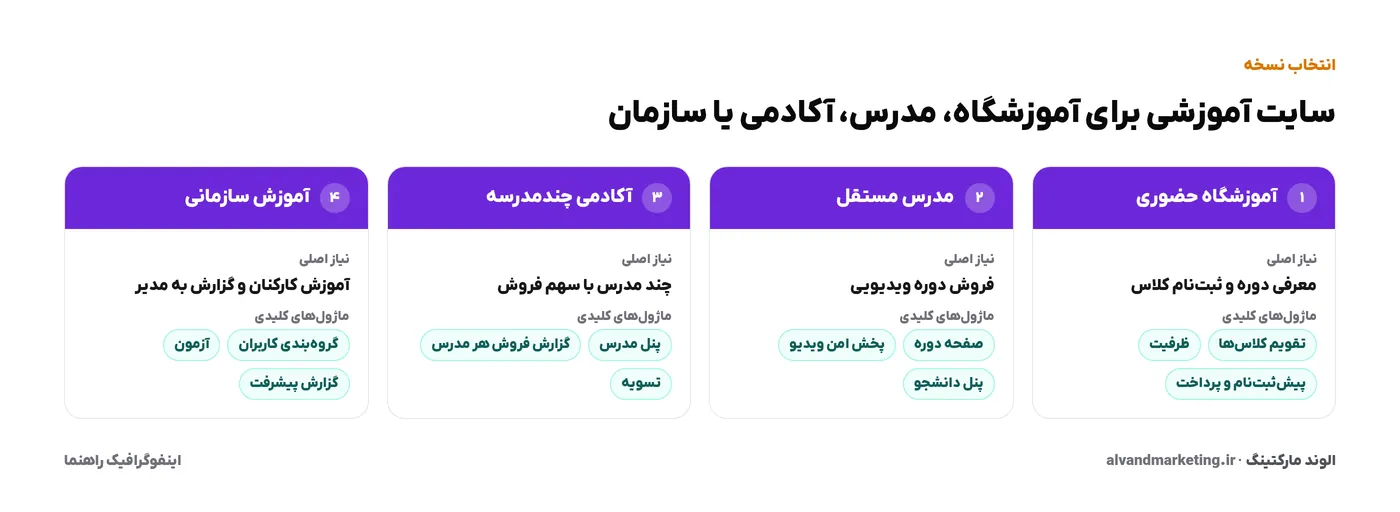 انتخاب نسخه
سایت آموزشی برای آموزشگاه، مدرس، آکادمی یا سازمان
۱ آموزشگاه حضوری
نیاز اصلی
معرفی دوره و ثبت‌نام کلاس
ماژول‌های کلیدی
تقویم کلاس‌ها ظرفیت
پیش‌ثبت‌نام و پرداخت
۲ مدرس مستقل
نیاز اصلی
فروش دوره ویدیویی
ماژول‌های کلیدی
صفحه دوره پخش امن ویدیو
پنل دانشجو
۳ آکادمی چندمدرسه
نیاز اصلی
چند مدرس با سهم فروش
ماژول‌های کلیدی
پنل مدرس گزارش فروش هر مدرس
تسویه
۴ آموزش سازمانی
نیاز اصلی
آموزش کارکنان و گزارش به مدیر
ماژول‌های کلیدی
گروه‌بندی کاربران آزمون
گزارش پیشرفت
الوند مارکتینگ · alvandmarketing.ir
اینفوگرافیک راهنما